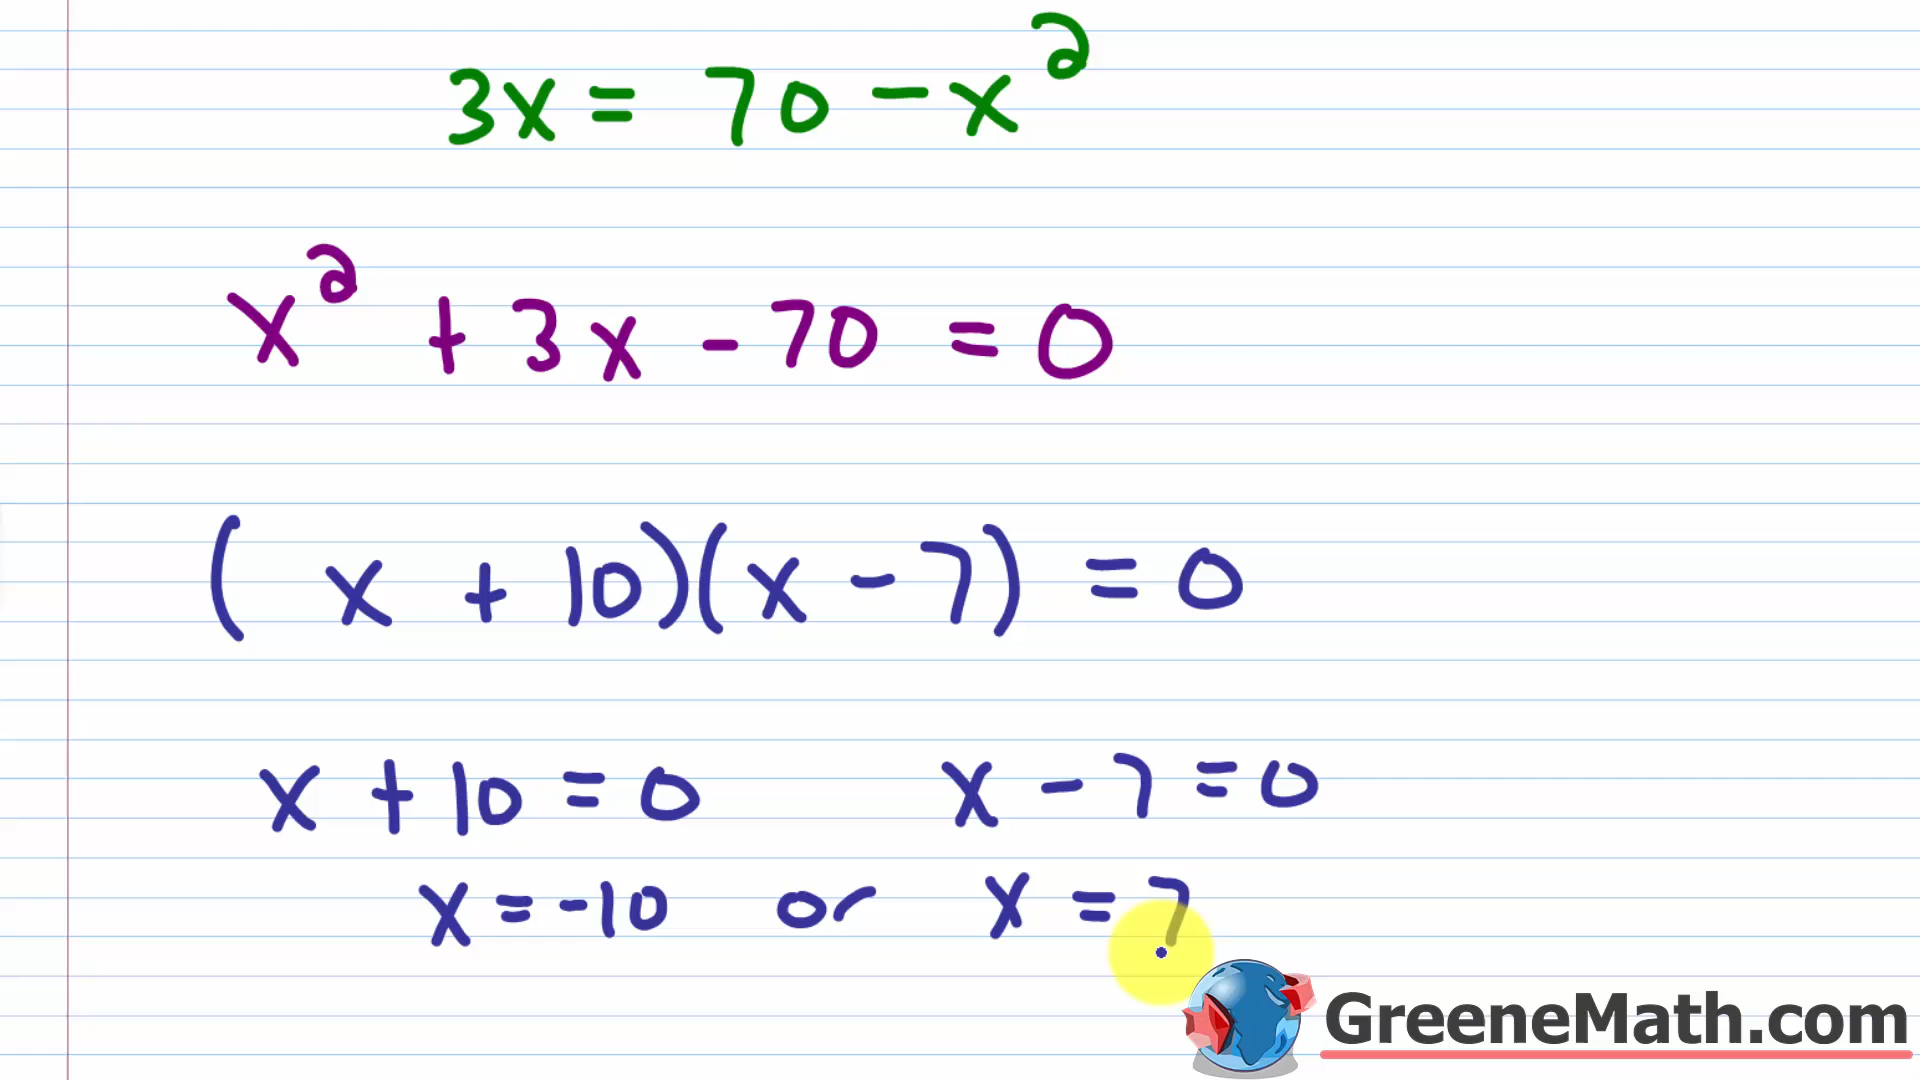 3x = 70 - x²
x² + 3x - 70 = 0
( x + 10)(x - 7) = 0
x + 10 = 0 x - 7 = 0
x = -10 or x = 7
GreeneMath.com